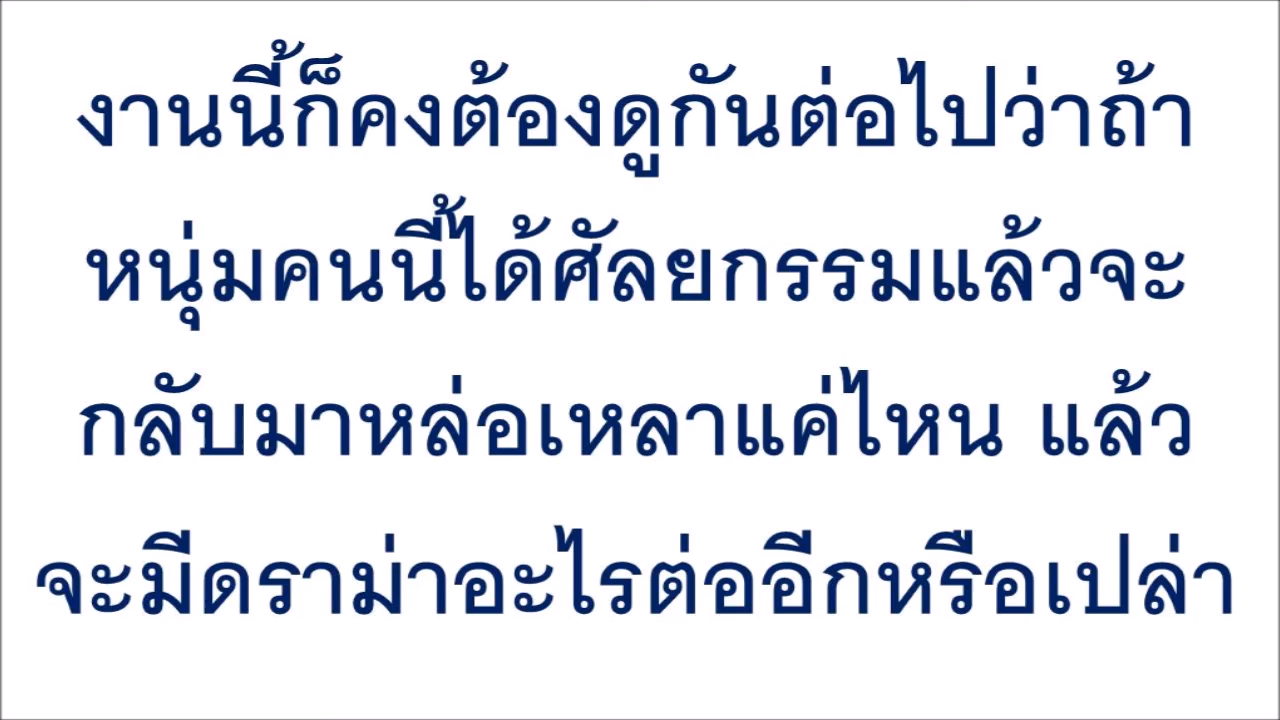 งานนี้ก็คงต้องดูกันต่อไปว่าถ้า
หนุ่มคนนี้ได้ศัลยกรรมแล้วจะ
กลับมาหล่อเหลาแค่ไหน แล้ว
จะมีดราม่าอะไรต่ออีกหรือเปล่า